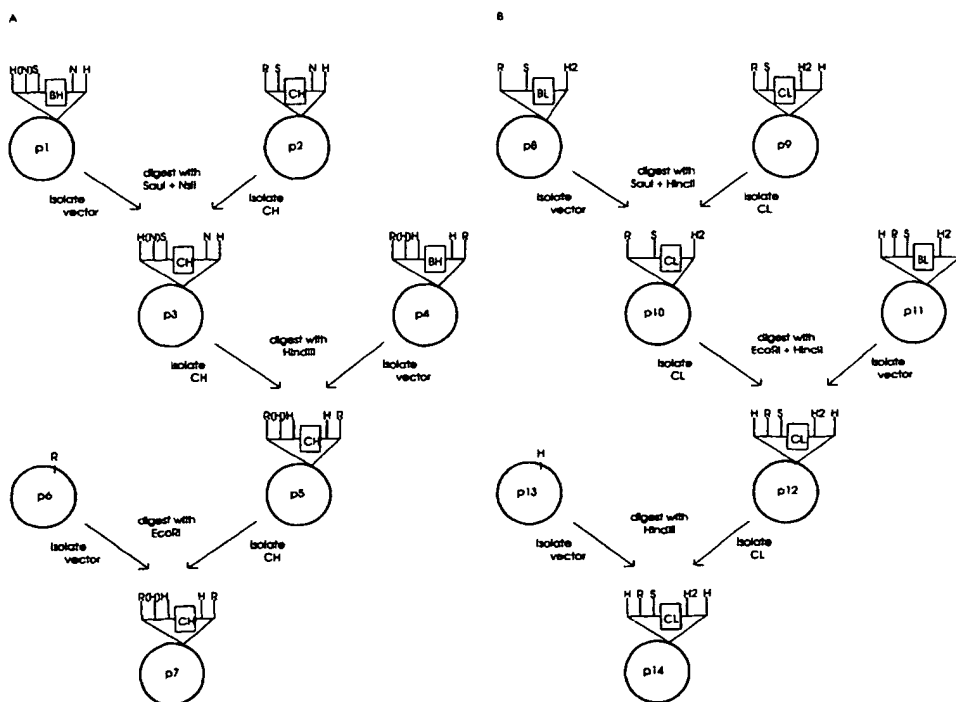 A
H(N)S N H
BH
p1
R S N H
CH
p2
digest with
SauI + NsiI
Isolate
vector
Isolate
CH
H(N)S N H
CH
p3
R(H)H H R
BH
p4
digest with
HindIII
Isolate
CH
Isolate
vector
R
p6
R(H)H H R
CH
p5
digest with
EcoRI
Isolate
vector
Isolate
CH
R(H)H H R
CH
p7
B
R S H2
BL
p8
R S H2 H
CL
p9
digest with
SauI + HincII
Isolate
vector
Isolate
CL
R S H2
CL
p10
H R S H2
BL
p11
digest with
EcoRI + HincII
Isolate
CL
Isolate
vector
H
p13
H R S H2 H
CL
p12
digest with
HindIII
Isolate
vector
Isolate
CL
H R S H2 H
CL
p14